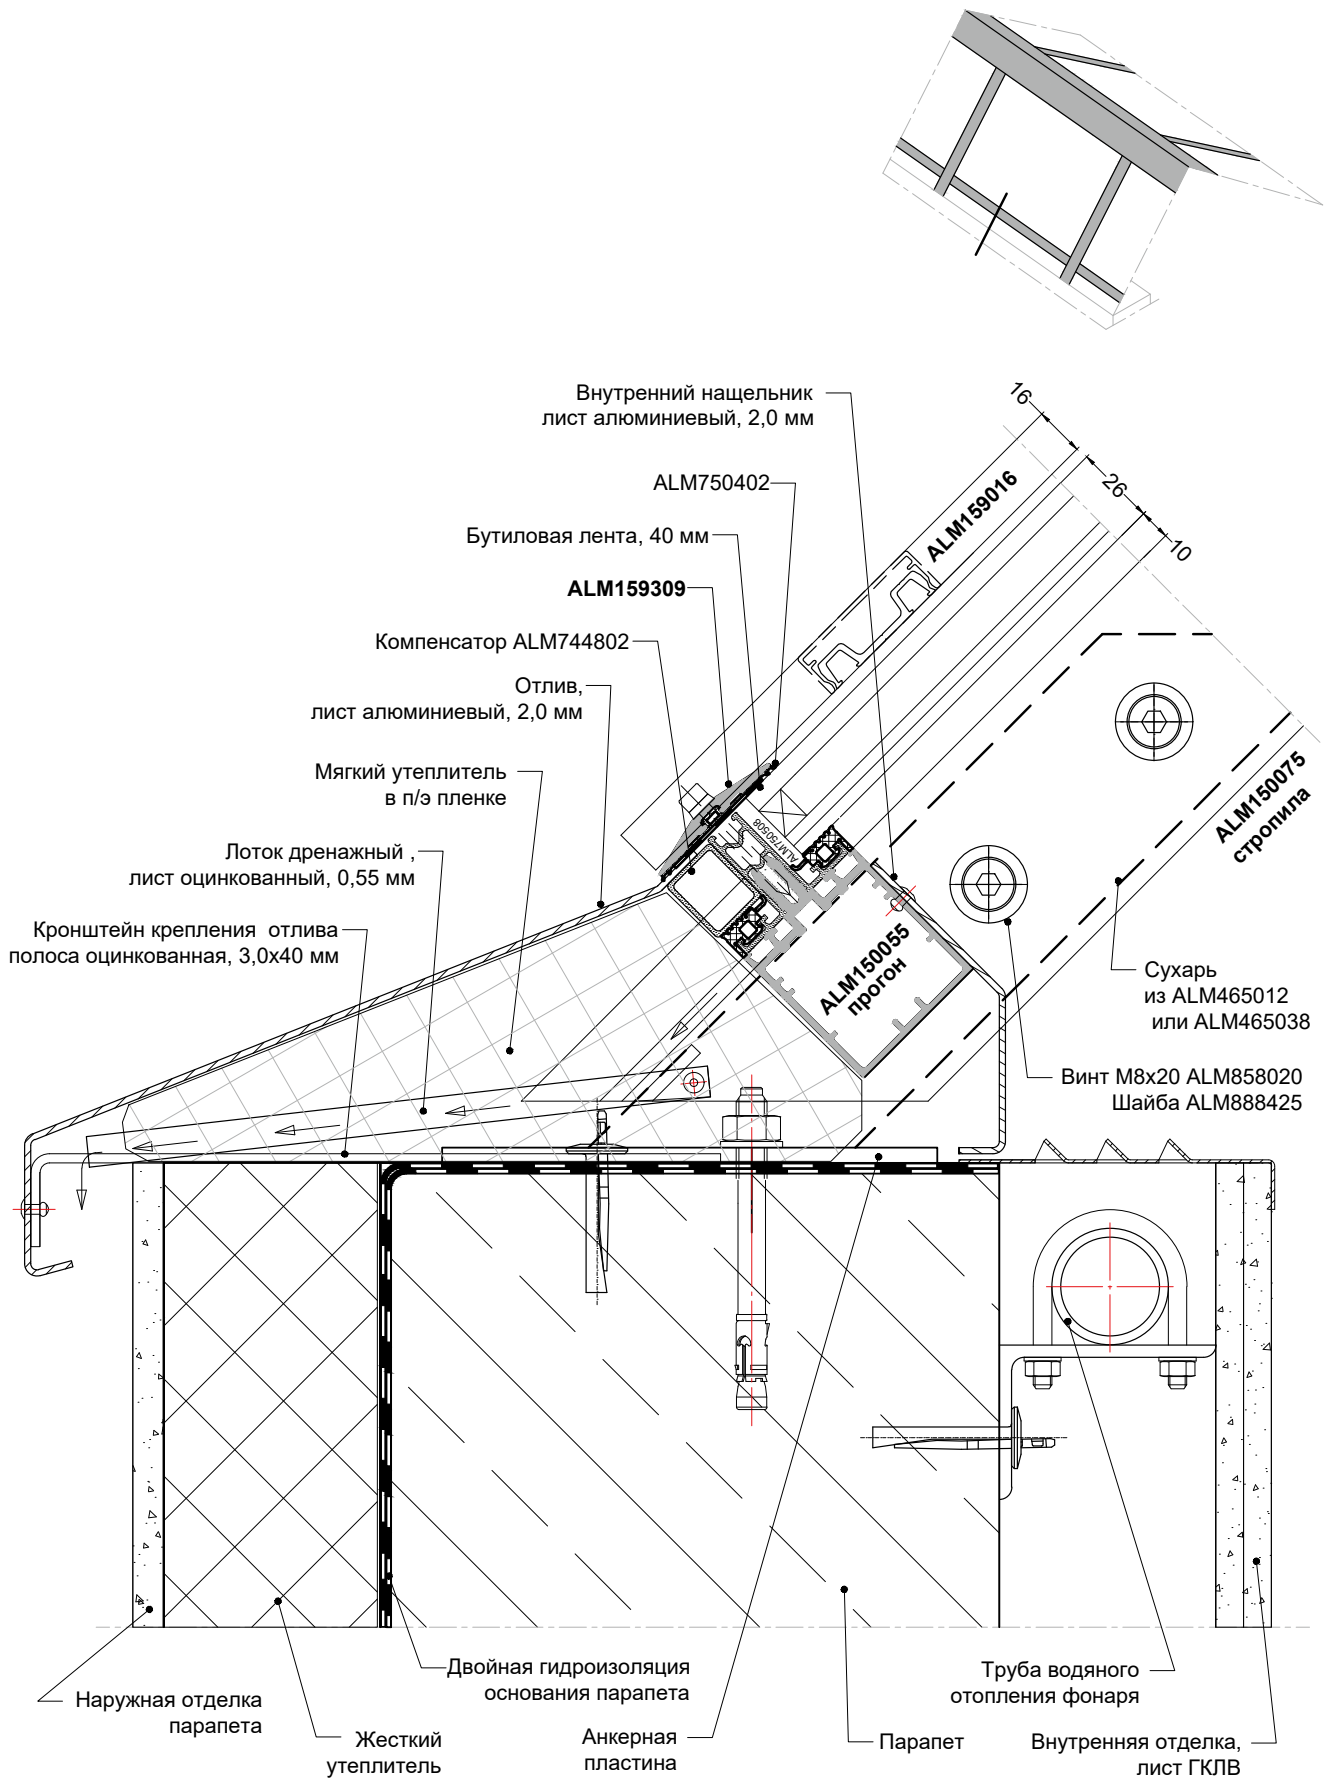 Внутренний нащельник
лист алюминиевый, 2,0 мм
ALM750402
Бутиловая лента, 40 мм
ALM159309
Компенсатор ALM744802
Отлив,
лист алюминиевый, 2,0 мм
Мягкий утеплитель
в п/э пленке
Лоток дренажный ,
лист оцинкованный, 0,55 мм
Кронштейн крепления отлива
полоса оцинкованная, 3,0х40 мм
16
26
10
ALM159016
ALM750508
ALM150055
прогон
ALM150075
стропила
Сухарь
из ALM465012
или ALM465038
Винт М8х20 ALM858020
Шайба ALM888425
Наружная отделка
парапета
Жесткий
утеплитель
Двойная гидроизоляция
основания парапета
Анкерная
пластина
Парапет
Труба водяного
отопления фонаря
Внутренняя отделка,
лист ГКЛВ